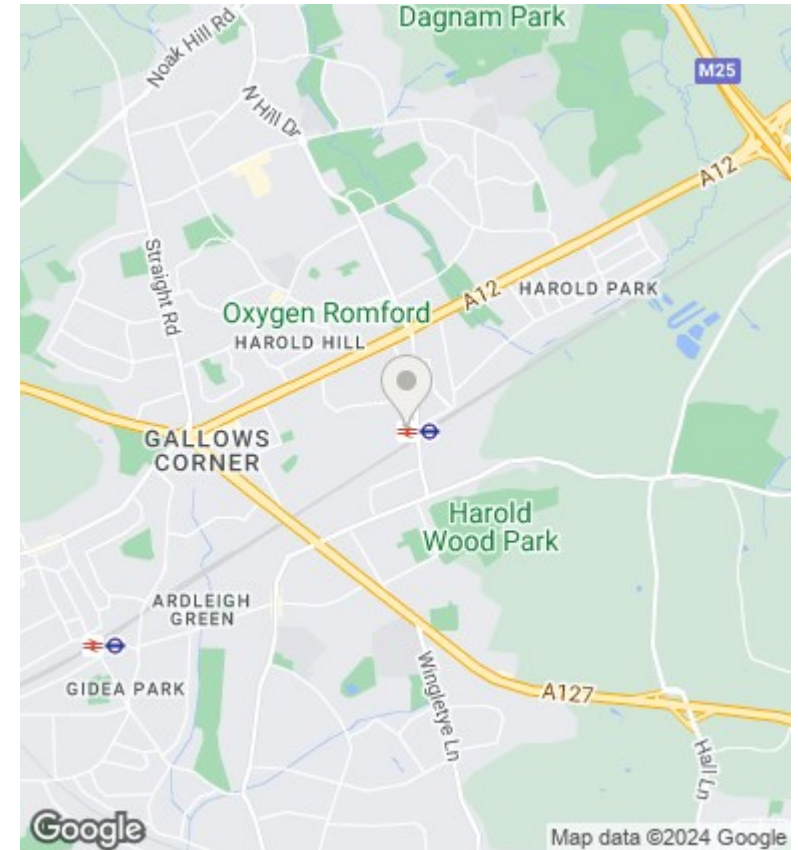 Dagnam Park
Noak Hill Rd
M25
N Hill Dr
A12
Straight Rd
A12
HAROLD PARK
Oxygen Romford
HAROLD HILL
GALLOWS
CORNER
Harold
Wood Park
ARDLEIGH
GREEN
GIDEA PARK
Wingletye Ln
A127
Hall Ln
Google
Map data ©2024 Google